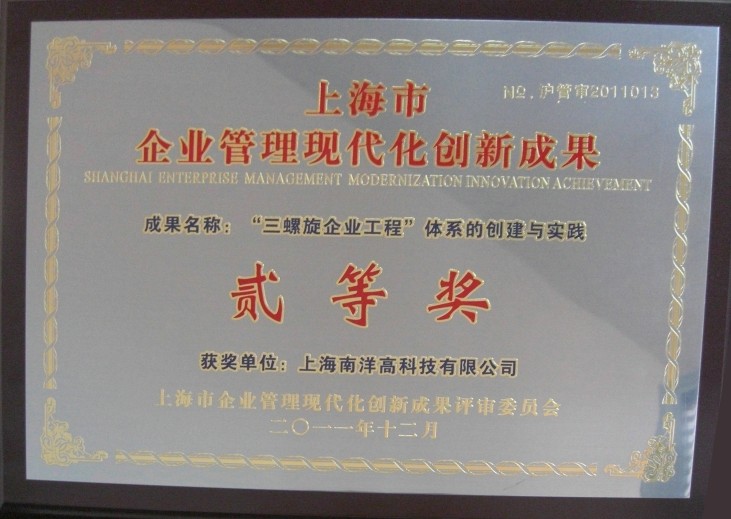 №.沪管审2011013
上海市
企业管理现代化创新成果
SHANGHAI ENTERPRISE MANAGEMENT MODERNIZATION INNOVATION ACHIEVEMENT
成果名称：“三螺旋企业工程”体系的创建与实践
贰等奖
获奖单位：上海南洋高科技有限公司
上海市企业管理现代化创新成果评审委员会
二〇一一年十二月